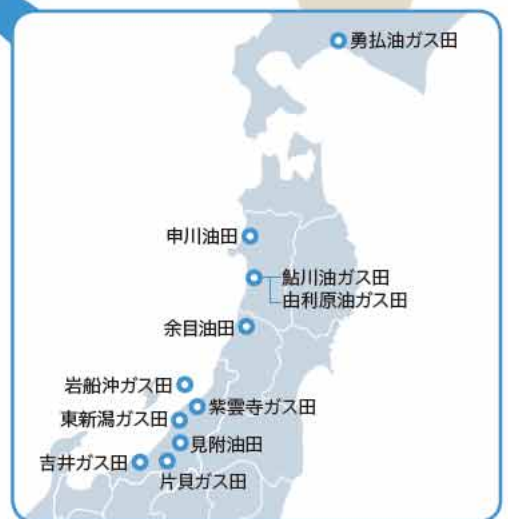 勇払油ガス田
申川油田
鮎川油ガス田
由利原油ガス田
余目油田
岩船沖ガス田
紫雲寺ガス田
東新潟ガス田
見附油田
吉井ガス田
片貝ガス田